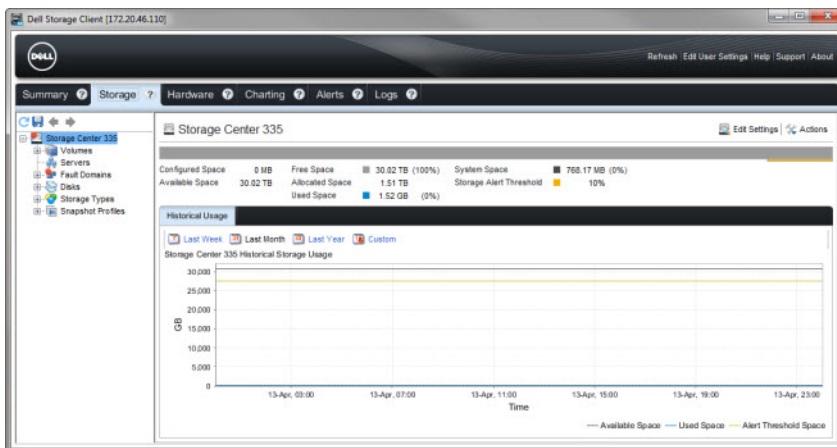 Dell Storage Client [172.20.46.110]
DELL
Refresh | Edit User Settings | Help | Support | About
Summary ? Storage ? Hardware ? Charting ? Alerts ? Logs ?
Storage Center 335
Volumes
Servers
Fault Domains
Disks
Storage Types
Snapshot Profiles
Storage Center 335
Edit Settings | Actions
Configured Space 0 MB Free Space 30.02 TB (100%) System Space 768.17 MB (0%)
Available Space 30.02 TB Allocated Space 1.51 TB Storage Alert Threshold 10%
Used Space 1.52 GB (0%)
Historical Usage
Last Week Last Month Last Year Custom
Storage Center 335 Historical Storage Usage
30,000
25,000
20,000
15,000
10,000
5,000
0
GB
13-Apr, 03:00 13-Apr, 07:00 13-Apr, 11:00 13-Apr, 15:00 13-Apr, 19:00 13-Apr, 23:00
Time
Available Space Used Space Alert Threshold Space